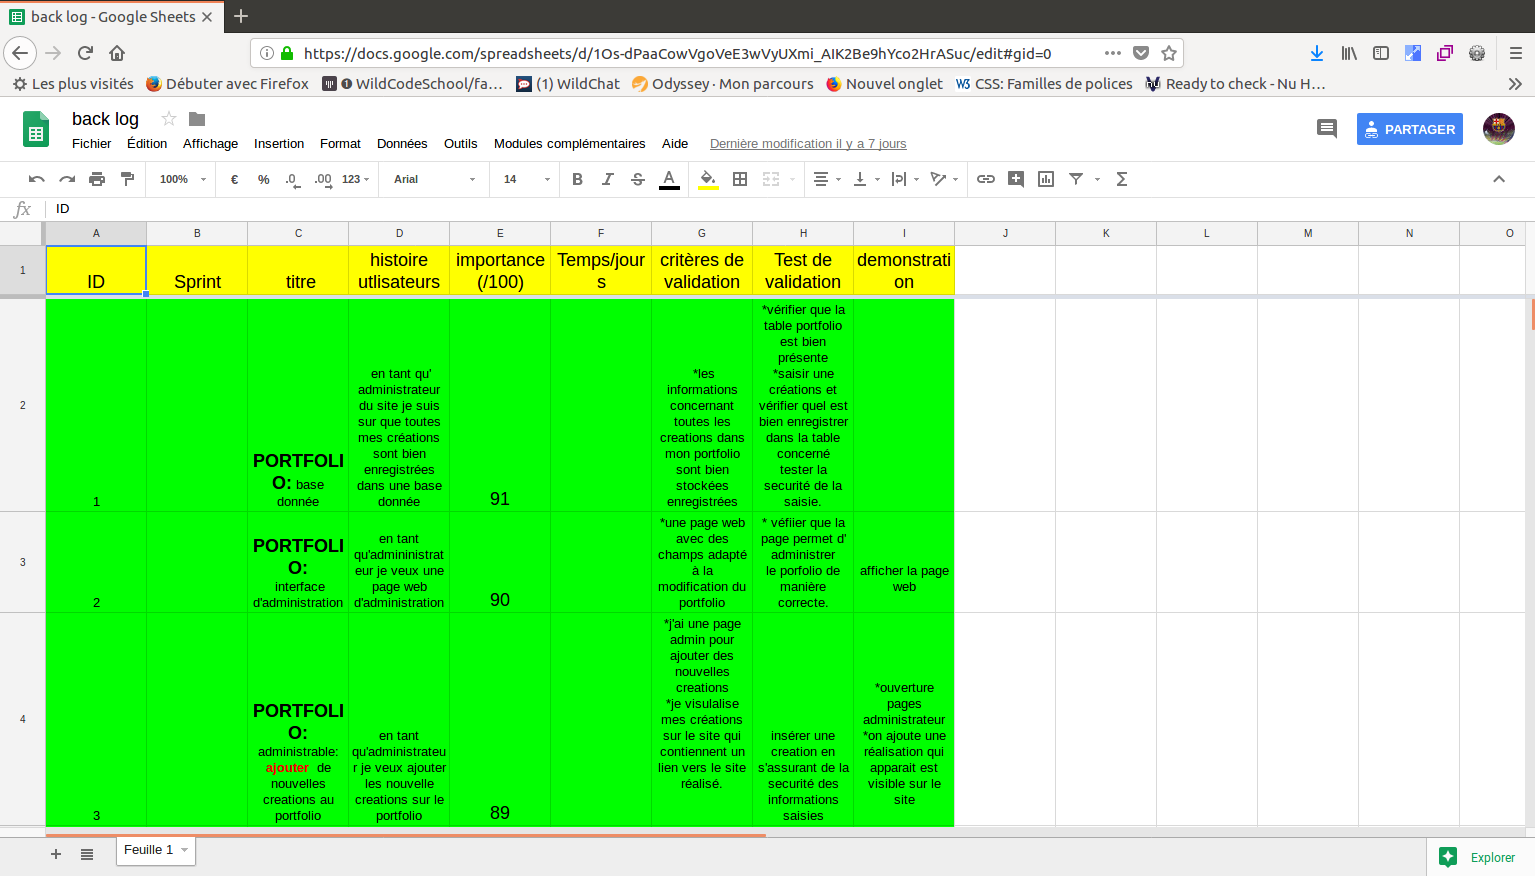 back log - Google Sheets
https://docs.google.com/spreadsheets/d/1Os-dPaaCowVgoVeE3wVyUXmi_AIK2Be9hYco2HrASuc/edit#gid=0
Les plus visités Débuter avec Firefox WildCodeSchool/fa… (1) WildChat Odyssey · Mon parcours Nouvel onglet W3 CSS: Familles de polices Ready to check - Nu H…
back log
PARTAGER
Fichier Édition Affichage Insertion Format Données Outils Modules complémentaires Aide Dernière modification il y a 7 jours
100% € % .0 .00 123 Arial 14 B I S A
fx ID
A B C D E F G H I J K L M N O
1
ID
Sprint
titre
histoire
utlisateurs
importance
(/100)
Temps/jour
s
critères de
validation
Test de
validation
demonstrati
on
2
1
PORTFOLI
O: base
donnée
en tant qu'
administrateur
du site je suis
sur que toutes
mes créations
sont bien
enregistrées
dans une base
donnée
91
*les
informations
concernant
toutes les
creations dans
mon portfolio
sont bien
stockées
enregistrées
*vérifier que la
table portfolio
est bien
présente
*saisir une
créations et
vérifier quel est
bien enregistrer
dans la table
concerné
tester la
securité de la
saisie.
3
2
PORTFOLI
O:
interface
d'administration
en tant
qu'admininistrat
eur je veux une
page web
d'administration
90
*une page web
avec des
champs adapté
à la
modification du
portfolio
* véfiier que la
page permet d'
administrer
le porfolio de
manière
correcte.
afficher la page
web
4
3
PORTFOLI
O:
administrable:
ajouter de
nouvelles
creations au
portfolio
en tant
qu'administrateu
r je veux ajouter
les nouvelle
creations sur le
portfolio
89
*j'ai une page
admin pour
ajouter des
nouvelles
creations
*je visulalise
mes créations
sur le site qui
contiennent un
lien vers le site
réalisé.
insérer une
creation en
s'assurant de la
securité des
informations
saisies
*ouverture
pages
administrateur
*on ajoute une
réalisation qui
apparait est
visible sur le
site
Feuille 1
Explorer